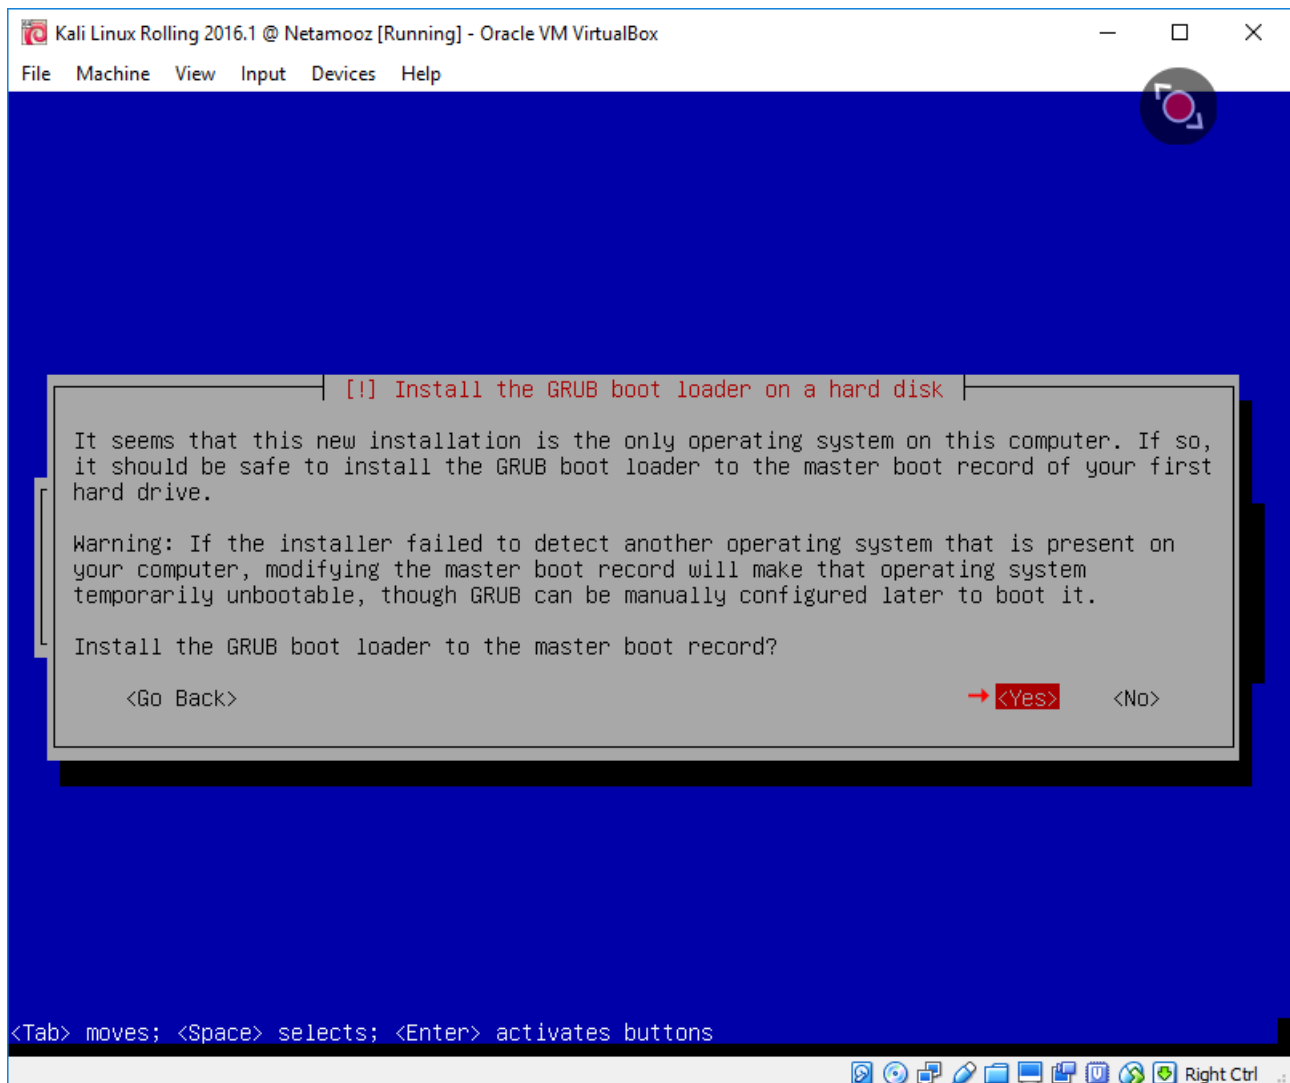 Kali Linux Rolling 2016.1 @ Netamooz [Running] - Oracle VM VirtualBox
File Machine View Input Devices Help
[!] Install the GRUB boot loader on a hard disk
It seems that this new installation is the only operating system on this computer. If so,
it should be safe to install the GRUB boot loader to the master boot record of your first
hard drive.
Warning: If the installer failed to detect another operating system that is present on
your computer, modifying the master boot record will make that operating system
temporarily unbootable, though GRUB can be manually configured later to boot it.
Install the GRUB boot loader to the master boot record?
<Go Back> <Yes> <No>
<Tab> moves; <Space> selects; <Enter> activates buttons
Right Ctrl